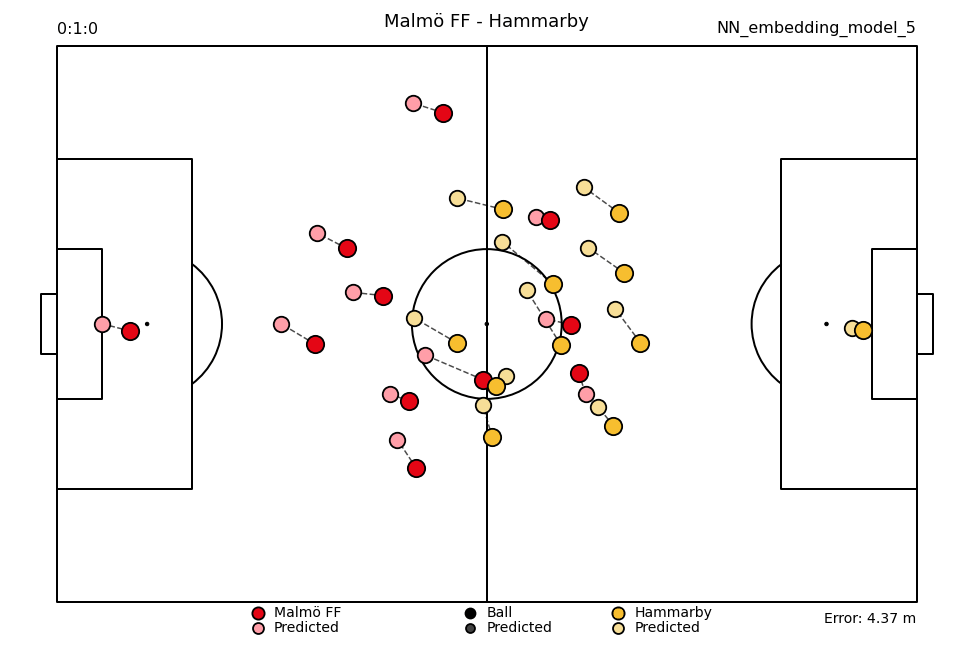 Malmö FF - Hammarby
0:1:0
NN_embedding_model_5
Malmö FF
Predicted
Ball
Predicted
Hammarby
Predicted
Error: 4.37 m